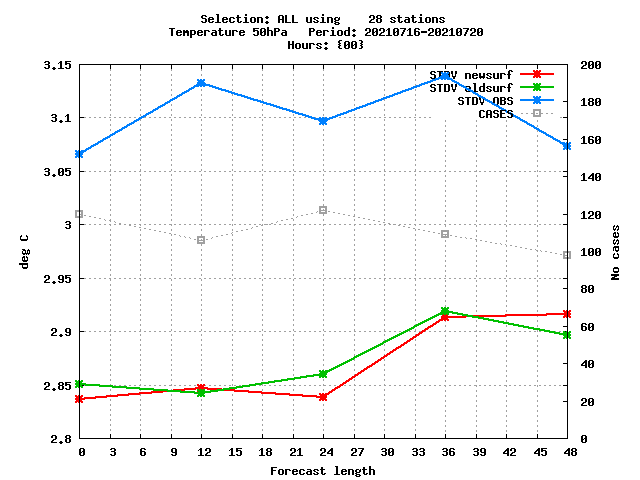 Selection: ALL using    28 stations
Temperature 50hPa   Period: 20210716-20210720
Hours: {00}
3.15
3.1
3.05
3
2.95
2.9
2.85
2.8
deg C
STDV newsurf
STDV oldsurf
STDV OBS
CASES
200
180
160
140
120
100
80
60
40
20
0
No cases
0 3 6 9 12 15 18 21 24 27 30 33 36 39 42 45 48
Forecast length